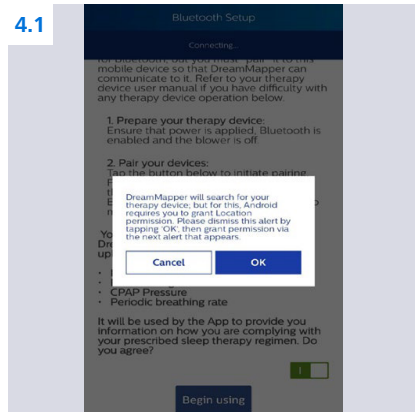 4.1
Bluetooth Setup
Connecting...
for Bluetooth, but you must "pair" it to this
mobile device so that DreamMapper can
communicate to it. Refer to your therapy
device user manual if you have difficulty with
any therapy device operation below.
1. Prepare your therapy device:
Ensure that power is applied, Bluetooth is
enabled and the blower is off.
2. Pair your devices:
Tap the button below to initiate pairing.
DreamMapper will search for your
therapy device; but for this, Android
requires you to grant Location
permission. Please dismiss this alert by
tapping 'OK', then grant permission via
the next alert that appears.
Cancel
OK
CPAP Pressure
Periodic breathing rate
It will be used by the App to provide you
information on how you are complying with
your prescribed sleep therapy regimen. Do
you agree?
Begin using